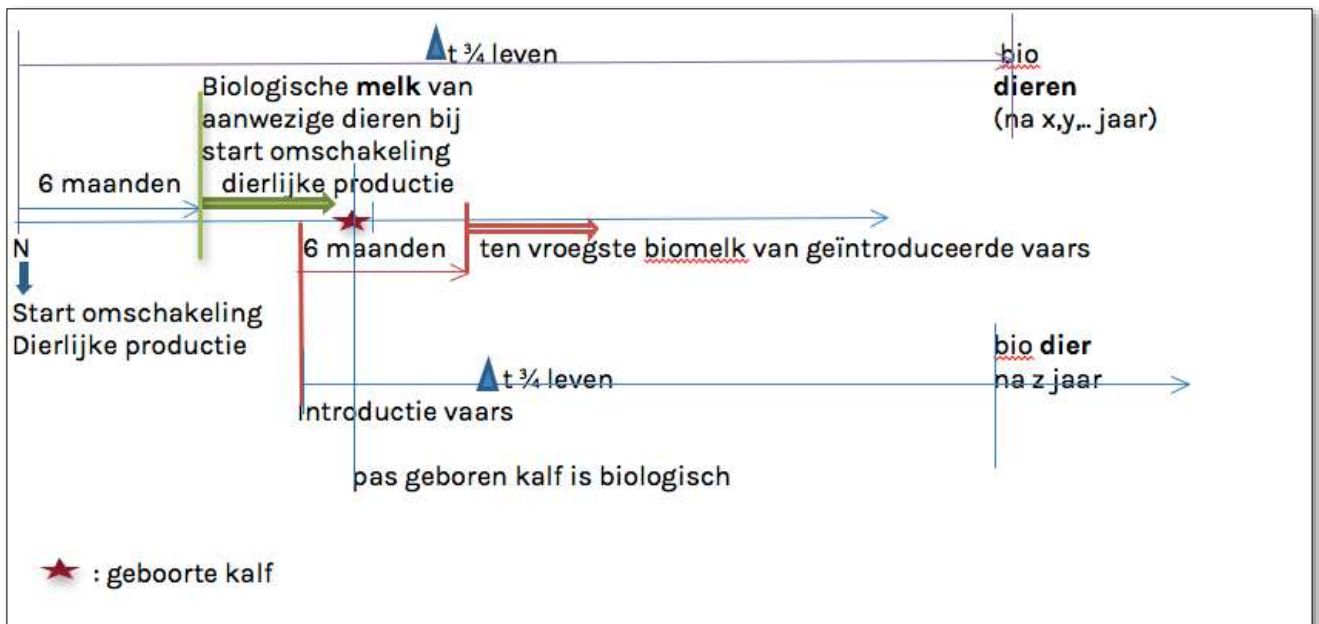 t ¾ leven
bio
dieren
(na x,y,.. jaar)
Biologische melk van
aanwezige dieren bij
start omschakeling
dierlijke productie
6 maanden
N
Start omschakeling
Dierlijke productie
6 maanden
ten vroegste biomelk van geïntroduceerde vaars
bio dier
na z jaar
t ¾ leven
Introductie vaars
pas geboren kalf is biologisch
: geboorte kalf